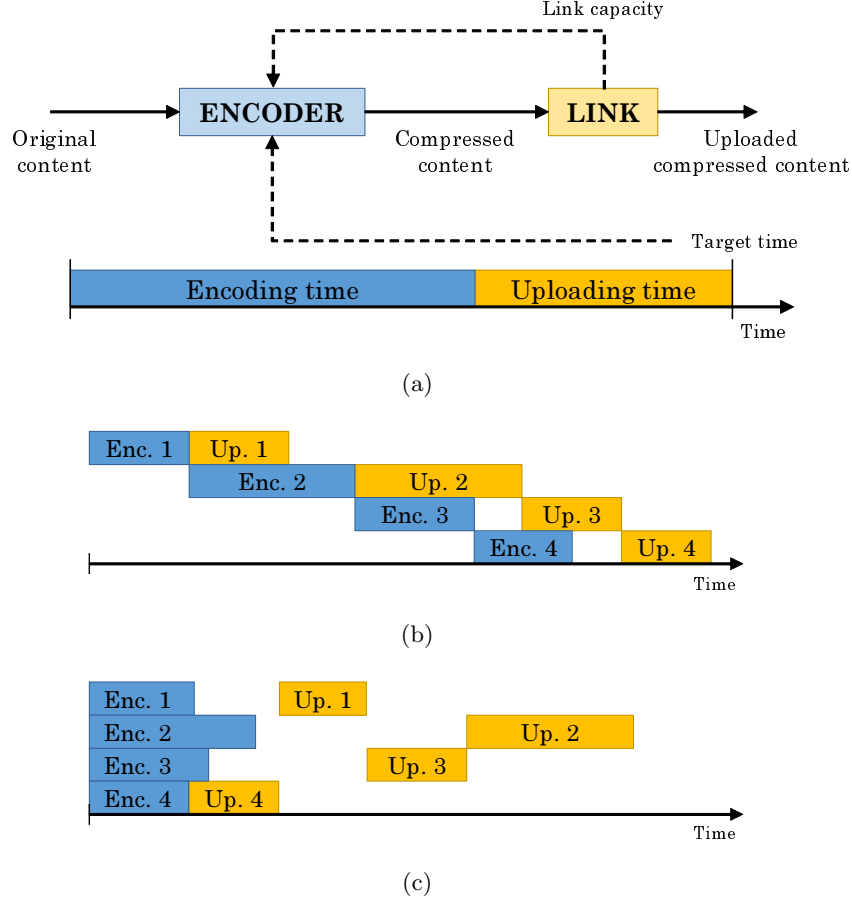 Link capacity
ENCODER
LINK
Original
content
Compressed
content
Uploaded
compressed content
Target time
Encoding time
Uploading time
Time
(a)
Enc. 1
Up. 1
Enc. 2
Up. 2
Enc. 3
Up. 3
Enc. 4
Up. 4
Time
(b)
Enc. 1
Up. 1
Enc. 2
Up. 2
Enc. 3
Up. 3
Enc. 4
Up. 4
Time
(c)